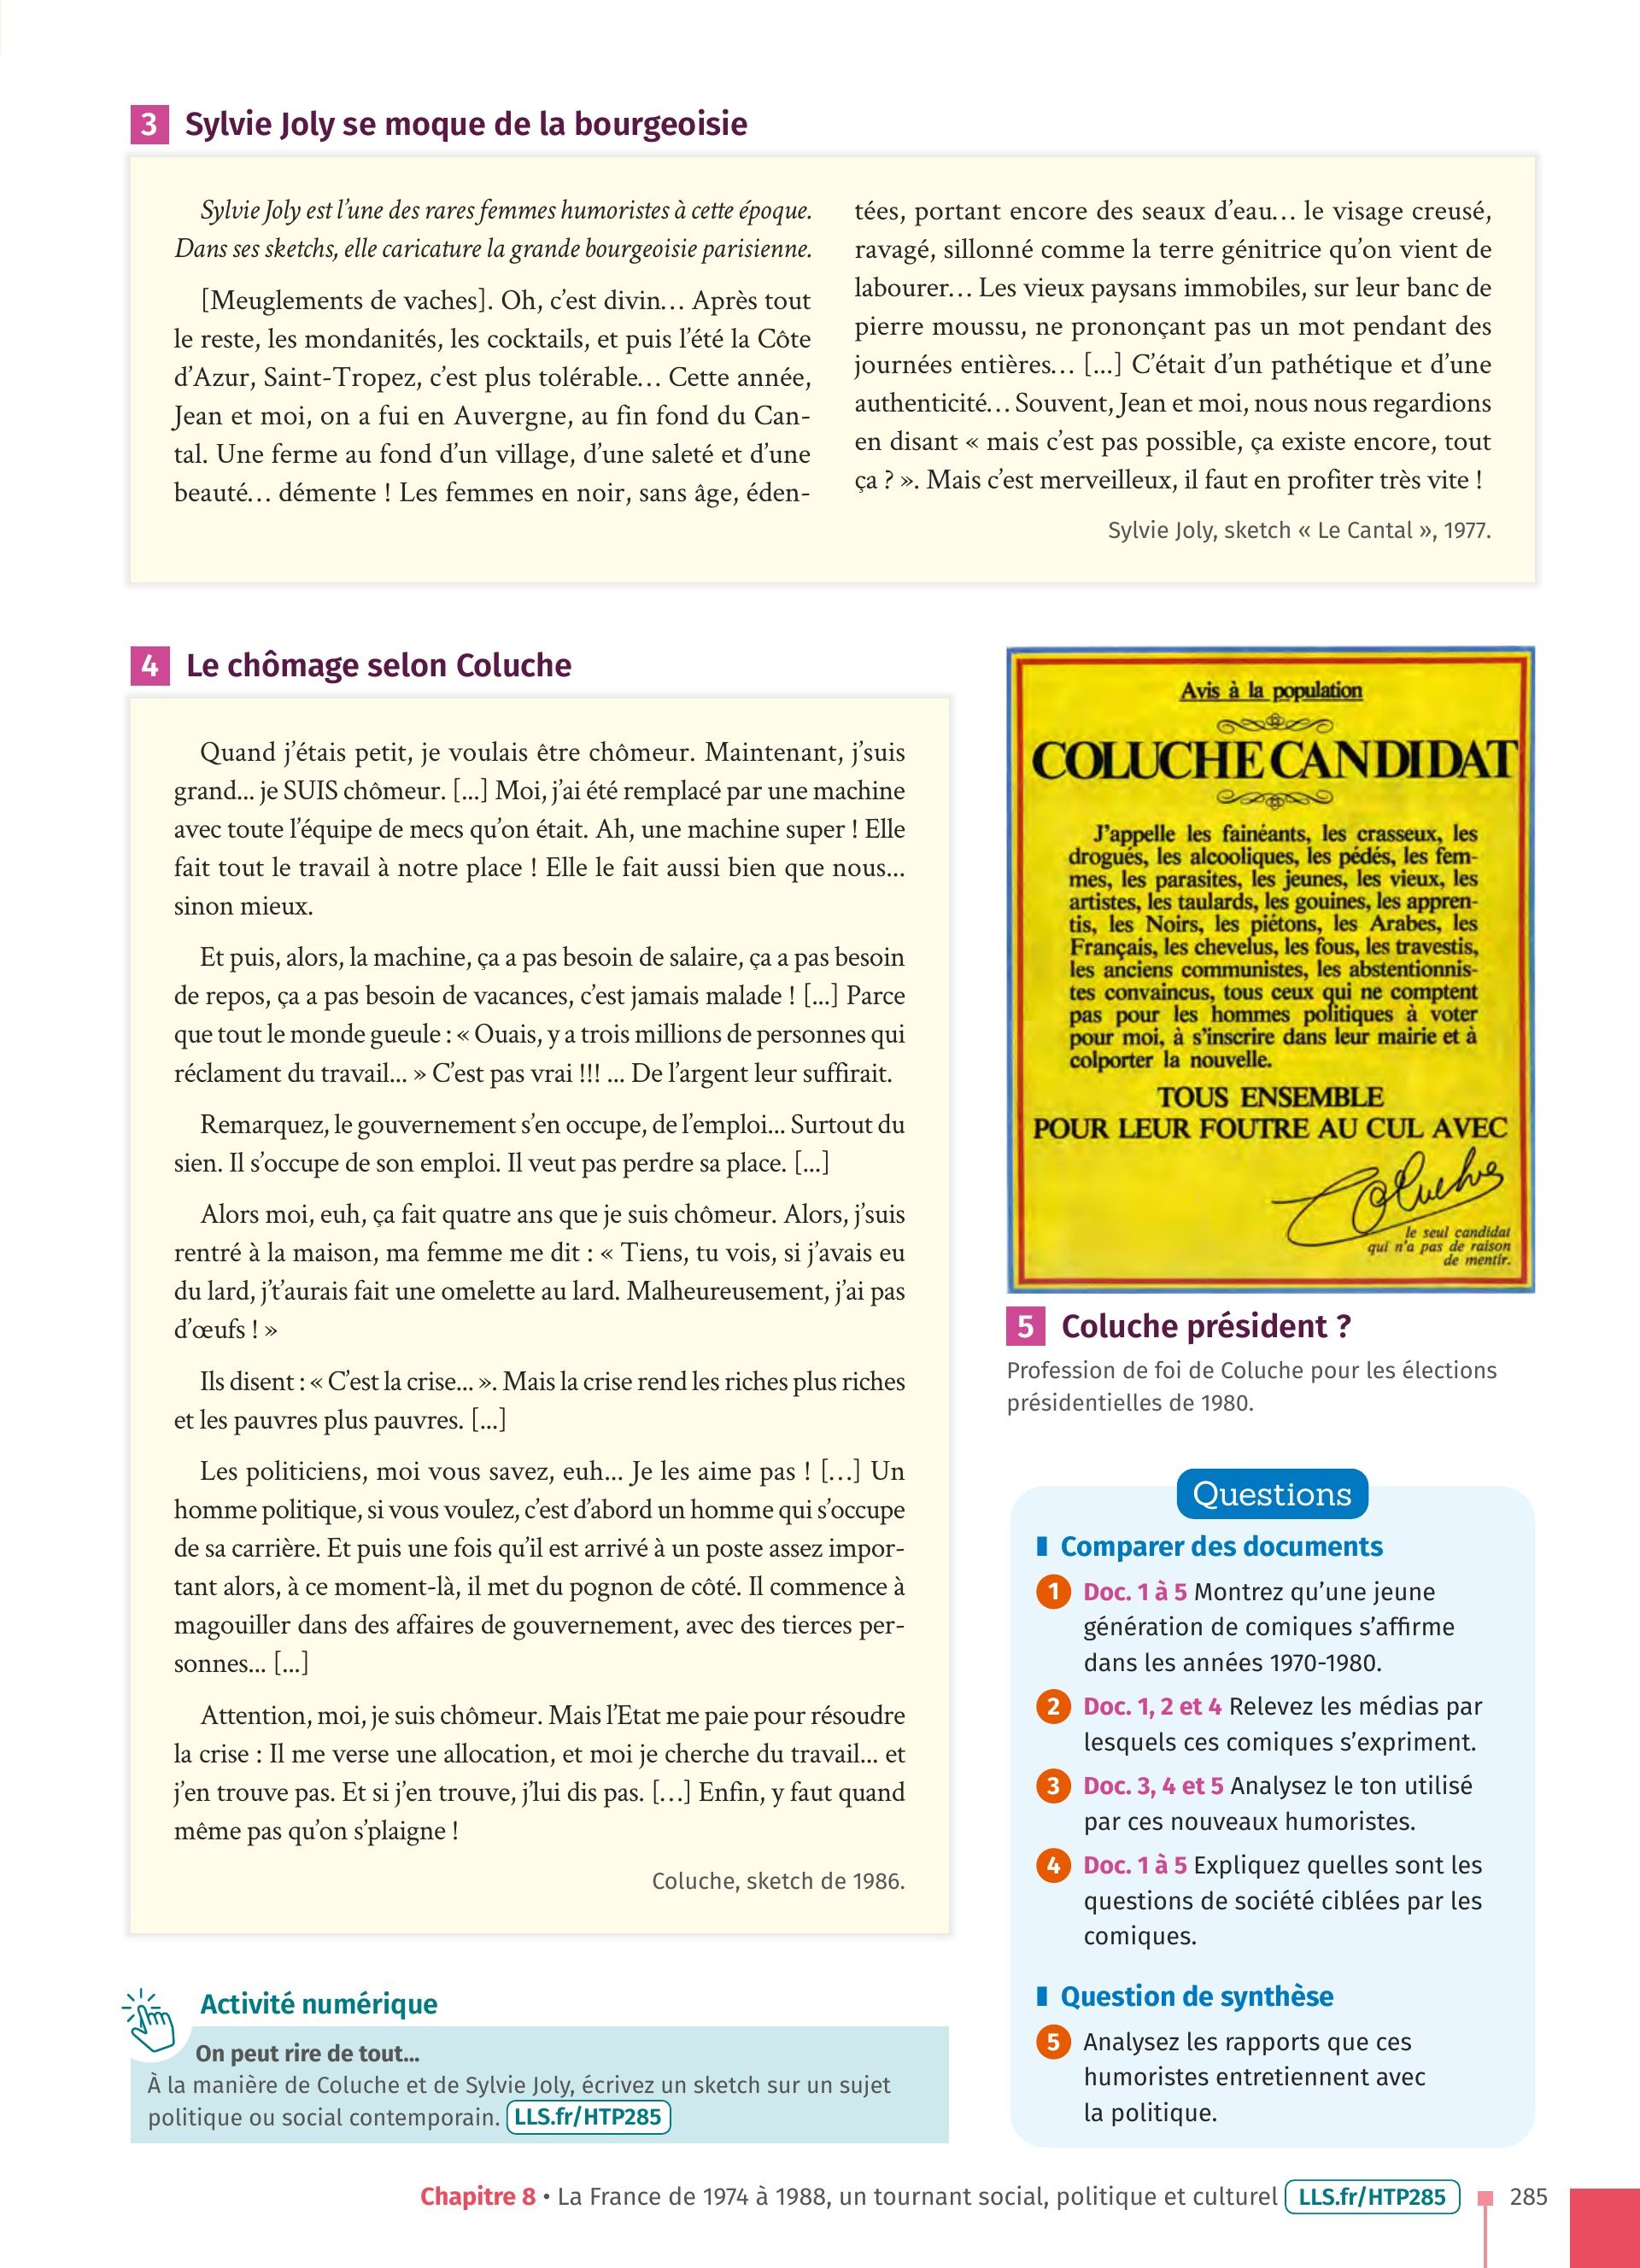 3 Sylvie Joly se moque de la bourgeoisie
Sylvie Joly est l’une des rares femmes humoristes à cette époque.
Dans ses sketchs, elle caricature la grande bourgeoisie parisienne.
[Meuglements de vaches]. Oh, c’est divin… Après tout
le reste, les mondanités, les cocktails, et puis l’été la Côte
d’Azur, Saint-Tropez, c’est plus tolérable… Cette année,
Jean et moi, on a fui en Auvergne, au fin fond du Can-
tal. Une ferme au fond d’un village, d’une saleté et d’une
beauté… démente ! Les femmes en noir, sans âge, éden-
tées, portant encore des seaux d’eau… le visage creusé,
ravagé, sillonné comme la terre génitrice qu’on vient de
labourer… Les vieux paysans immobiles, sur leur banc de
pierre moussu, ne prononçant pas un mot pendant des
journées entières… [...] C’était d’un pathétique et d’une
authenticité… Souvent, Jean et moi, nous nous regardions
en disant « mais c’est pas possible, ça existe encore, tout
ça ? ». Mais c’est merveilleux, il faut en profiter très vite !
Sylvie Joly, sketch « Le Cantal », 1977.
4 Le chômage selon Coluche
Quand j’étais petit, je voulais être chômeur. Maintenant, j’suis
grand... je SUIS chômeur. [...] Moi, j’ai été remplacé par une machine
avec toute l’équipe de mecs qu’on était. Ah, une machine super ! Elle
fait tout le travail à notre place ! Elle le fait aussi bien que nous...
sinon mieux.
Et puis, alors, la machine, ça a pas besoin de salaire, ça a pas besoin
de repos, ça a pas besoin de vacances, c’est jamais malade ! [...] Parce
que tout le monde gueule : « Ouais, y a trois millions de personnes qui
réclament du travail... » C’est pas vrai !!! ... De l’argent leur suffirait.
Remarquez, le gouvernement s’en occupe, de l’emploi... Surtout du
sien. Il s’occupe de son emploi. Il veut pas perdre sa place. [...]
Alors moi, euh, ça fait quatre ans que je suis chômeur. Alors, j’suis
rentré à la maison, ma femme me dit : « Tiens, tu vois, si j’avais eu
du lard, j’t’aurais fait une omelette au lard. Malheureusement, j’ai pas
d’œufs ! »
Ils disent : « C’est la crise... ». Mais la crise rend les riches plus riches
et les pauvres plus pauvres. [...]
Les politiciens, moi vous savez, euh... Je les aime pas ! […] Un
homme politique, si vous voulez, c’est d’abord un homme qui s’occupe
de sa carrière. Et puis une fois qu’il est arrivé à un poste assez impor-
tant alors, à ce moment-là, il met du pognon de côté. Il commence à
magouiller dans des affaires de gouvernement, avec des tierces per-
sonnes... [...]
Attention, moi, je suis chômeur. Mais l’Etat me paie pour résoudre
la crise : Il me verse une allocation, et moi je cherche du travail... et
j’en trouve pas. Et si j’en trouve, j’lui dis pas. […] Enfin, y faut quand
même pas qu’on s’plaigne !
Coluche, sketch de 1986.
Avis à la population
COLUCHE CANDIDAT
J’appelle les fainéants, les crasseux, les
drogués, les alcooliques, les pédés, les fem-
mes, les parasites, les jeunes, les vieux, les
artistes, les taulards, les gouines, les appren-
tis, les Noirs, les piétons, les Arabes, les
Français, les chevelus, les fous, les travestis,
les anciens communistes, les abstentionnis-
tes convaincus, tous ceux qui ne comptent
pas pour les hommes politiques à voter
pour moi, à s’inscrire dans leur mairie et à
colporter la nouvelle.
TOUS ENSEMBLE
POUR LEUR FOUTRE AU CUL AVEC
Coluche
le seul candidat
qui n’a pas de raison
de mentir.
5 Coluche président ?
Profession de foi de Coluche pour les élections
présidentielles de 1980.
Questions
Comparer des documents
1 Doc. 1 à 5 Montrez qu’une jeune
génération de comiques s’affirme
dans les années 1970-1980.
2 Doc. 1, 2 et 4 Relevez les médias par
lesquels ces comiques s’expriment.
3 Doc. 3, 4 et 5 Analysez le ton utilisé
par ces nouveaux humoristes.
4 Doc. 1 à 5 Expliquez quelles sont les
questions de société ciblées par les
comiques.
Question de synthèse
5 Analysez les rapports que ces
humoristes entretiennent avec
la politique.
Activité numérique
On peut rire de tout...
À la manière de Coluche et de Sylvie Joly, écrivez un sketch sur un sujet
politique ou social contemporain. LLS.fr/HTP285
Chapitre 8 • La France de 1974 à 1988, un tournant social, politique et culturel LLS.fr/HTP285 285